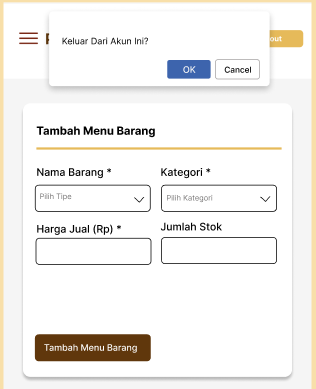 Keluar Dari Akun Ini?
OK
Cancel
out
Tambah Menu Barang
Nama Barang *
Kategori *
Pilih Tipe
Pilih Kategori
Harga Jual (Rp) *
Jumlah Stok
Tambah Menu Barang